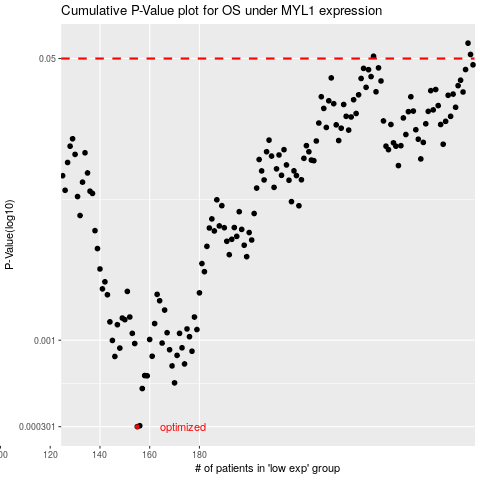 Cumulative P-Value plot for OS under MYL1 expression
0.05
P-Value(log10)
0.001
0.000301
optimized
00 120 140 160 180
# of patients in 'low exp' group